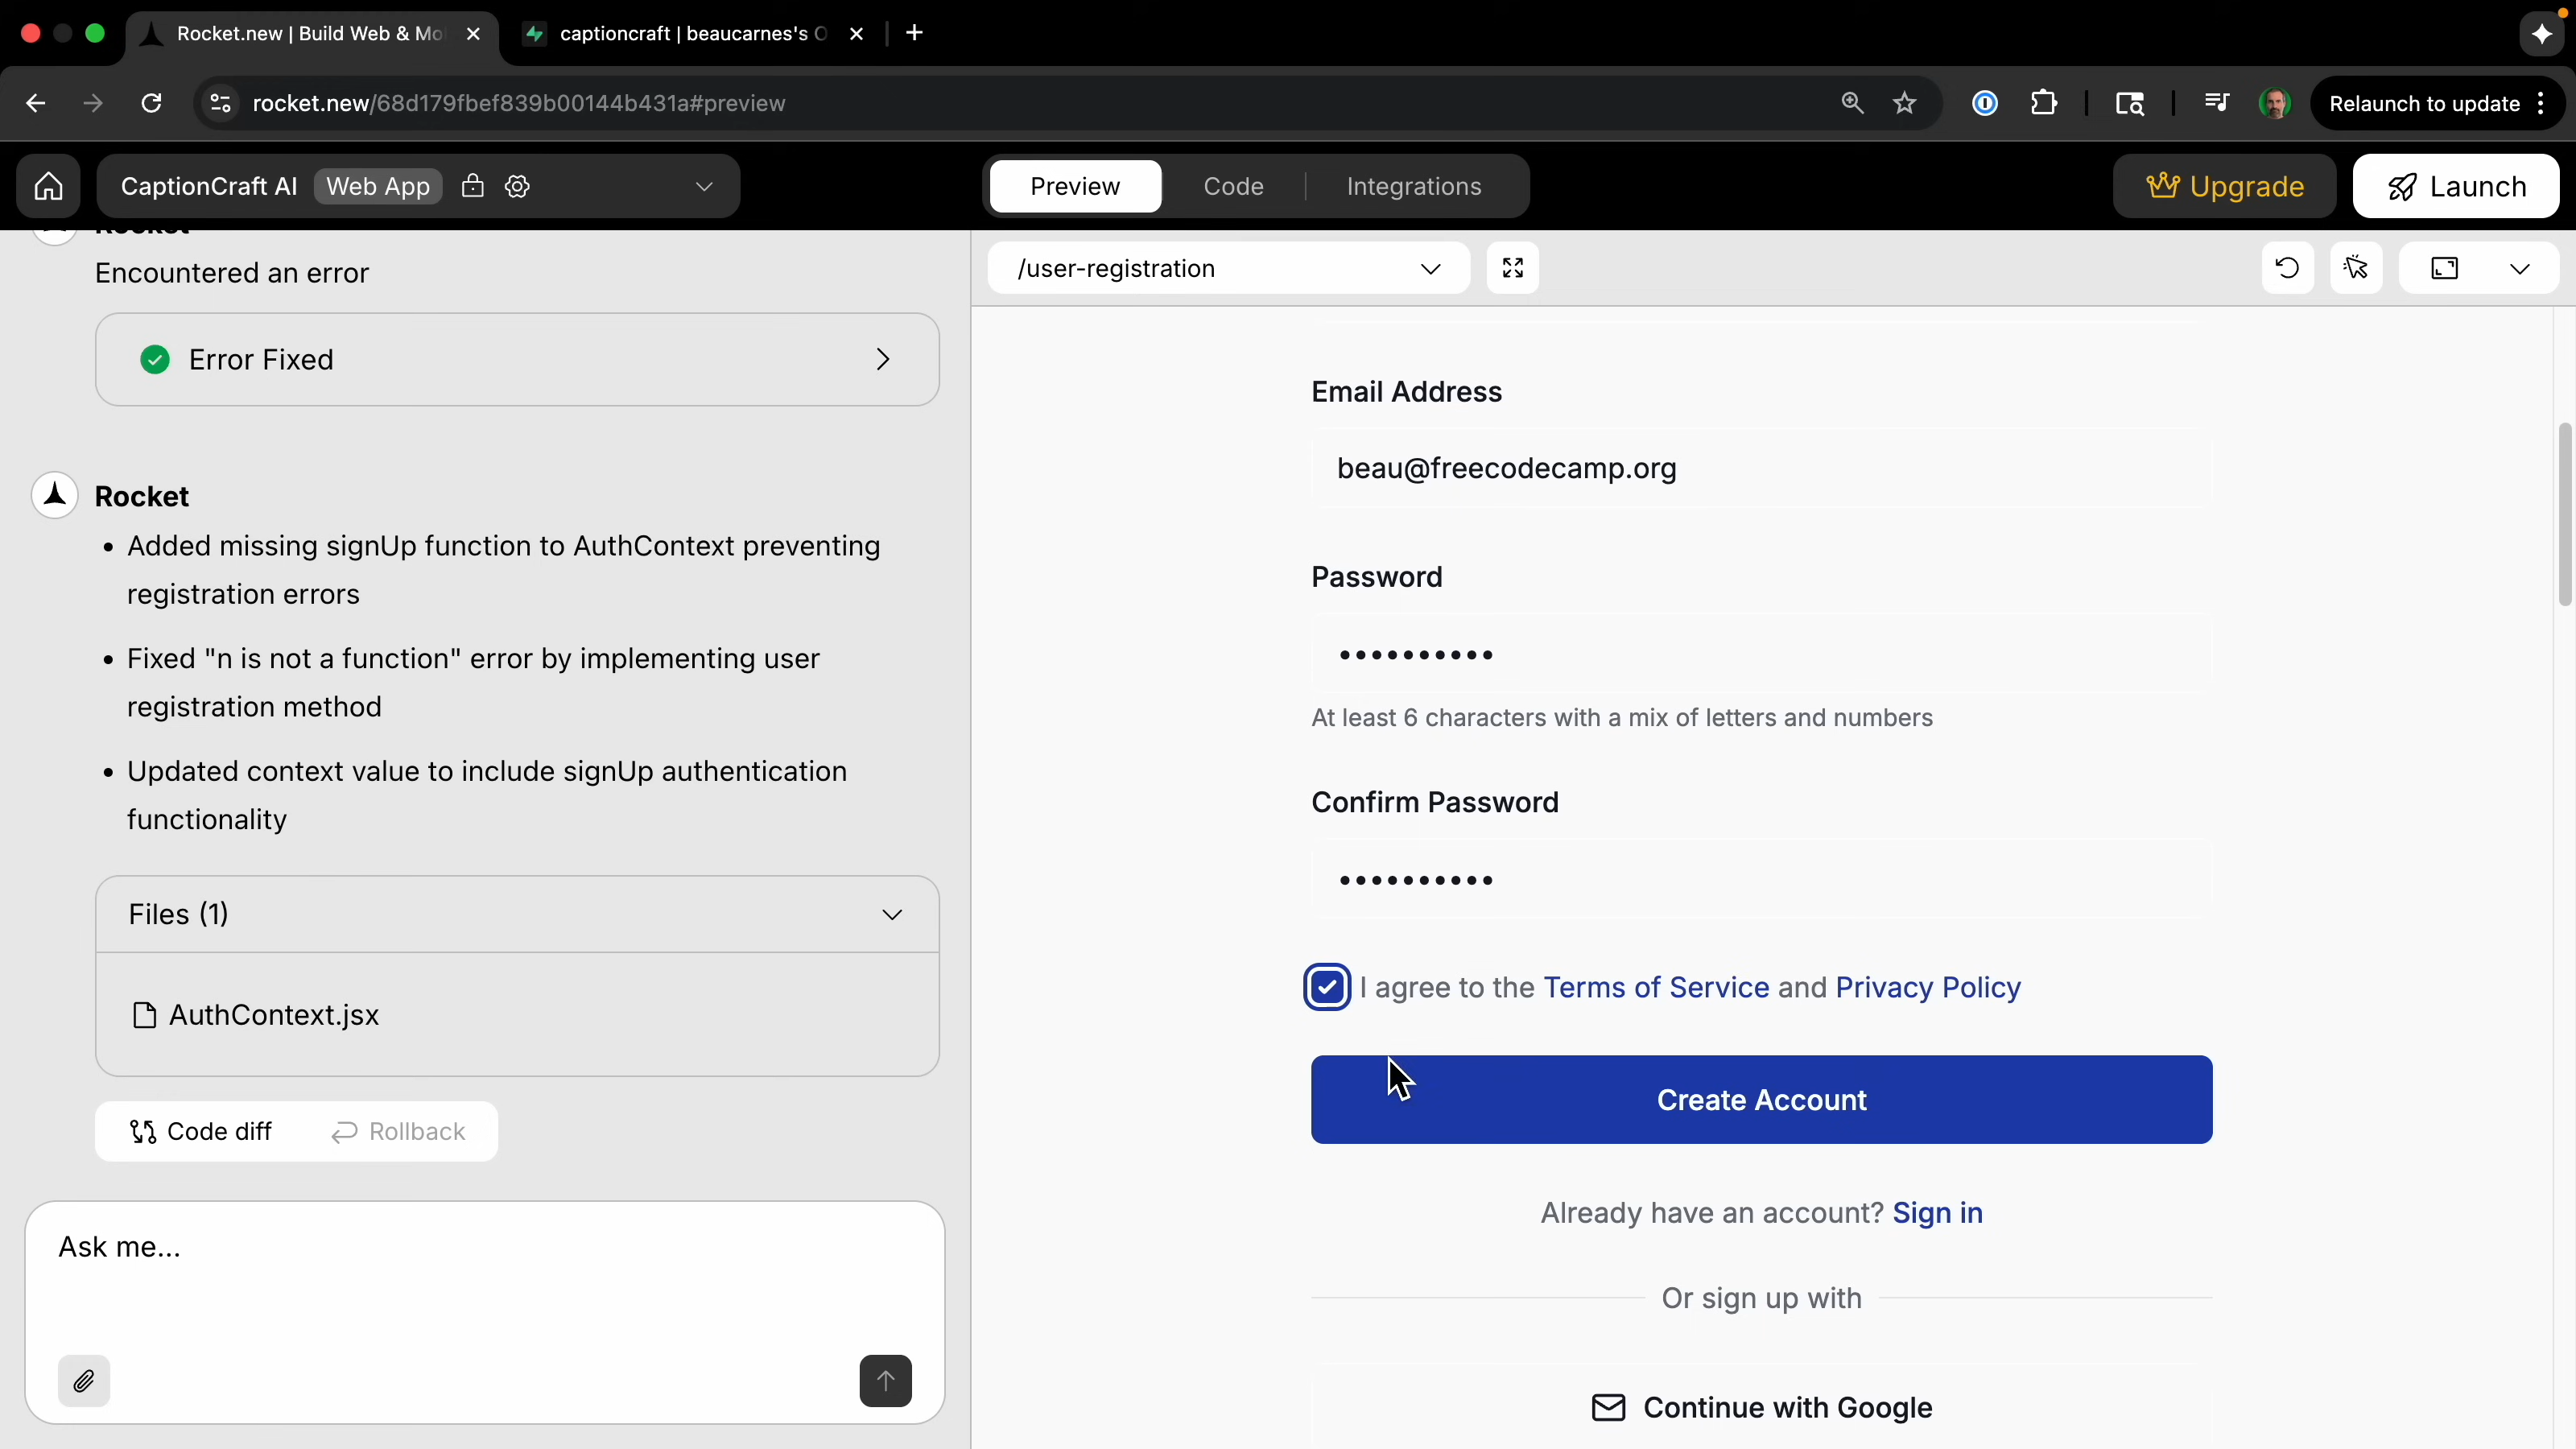 Rocket.new | Build Web & Mo
captioncraft | beaucarnes's O
rocket.new/68d179fbef839b00144b431a#preview
Relaunch to update
CaptionCraft AI
Web App
Preview
Code
Integrations
Upgrade
Launch
Rocket
Encountered an error
Error Fixed
Rocket
• Added missing signUp function to AuthContext preventing
registration errors
• Fixed "n is not a function" error by implementing user
registration method
• Updated context value to include signUp authentication
functionality
Files (1)
AuthContext.jsx
Code diff
Rollback
Ask me...
/user-registration
Email Address
beau@freecodecamp.org
Password
••••••••••
At least 6 characters with a mix of letters and numbers
Confirm Password
••••••••••
I agree to the Terms of Service and Privacy Policy
Create Account
Already have an account? Sign in
Or sign up with
Continue with Google